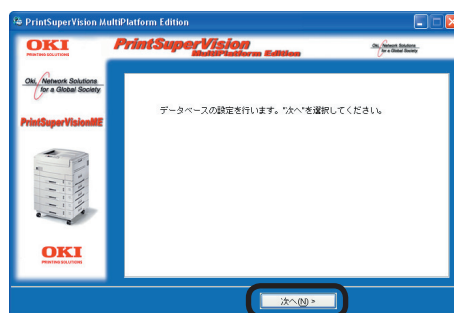 PrintSuperVision MultiPlatform Edition
OKI
PRINTING SOLUTIONS
PrintSuperVision
MultiPlatform Edition
Oki, Network Solutions
for a Global Society
Oki, Network Solutions
for a Global Society
PrintSuperVisionME
OKI
PRINTING SOLUTIONS
データベースの設定を行います。"次へ"を選択してください。
次へ(N) >